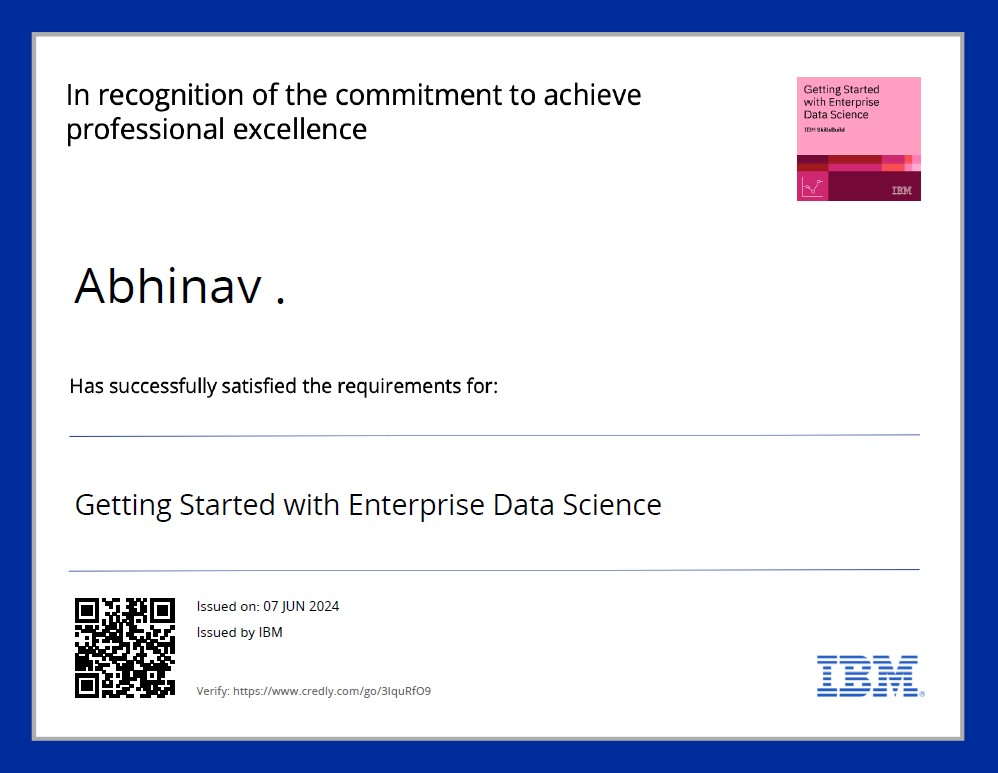 In recognition of the commitment to achieve
professional excellence
Getting Started
with Enterprise
Data Science
IBM SkillsBuild
IBM
Abhinav .
Has successfully satisfied the requirements for:
Getting Started with Enterprise Data Science
Issued on: 07 JUN 2024
Issued by IBM
Verify: https://www.credly.com/go/3IquRfO9
IBM®